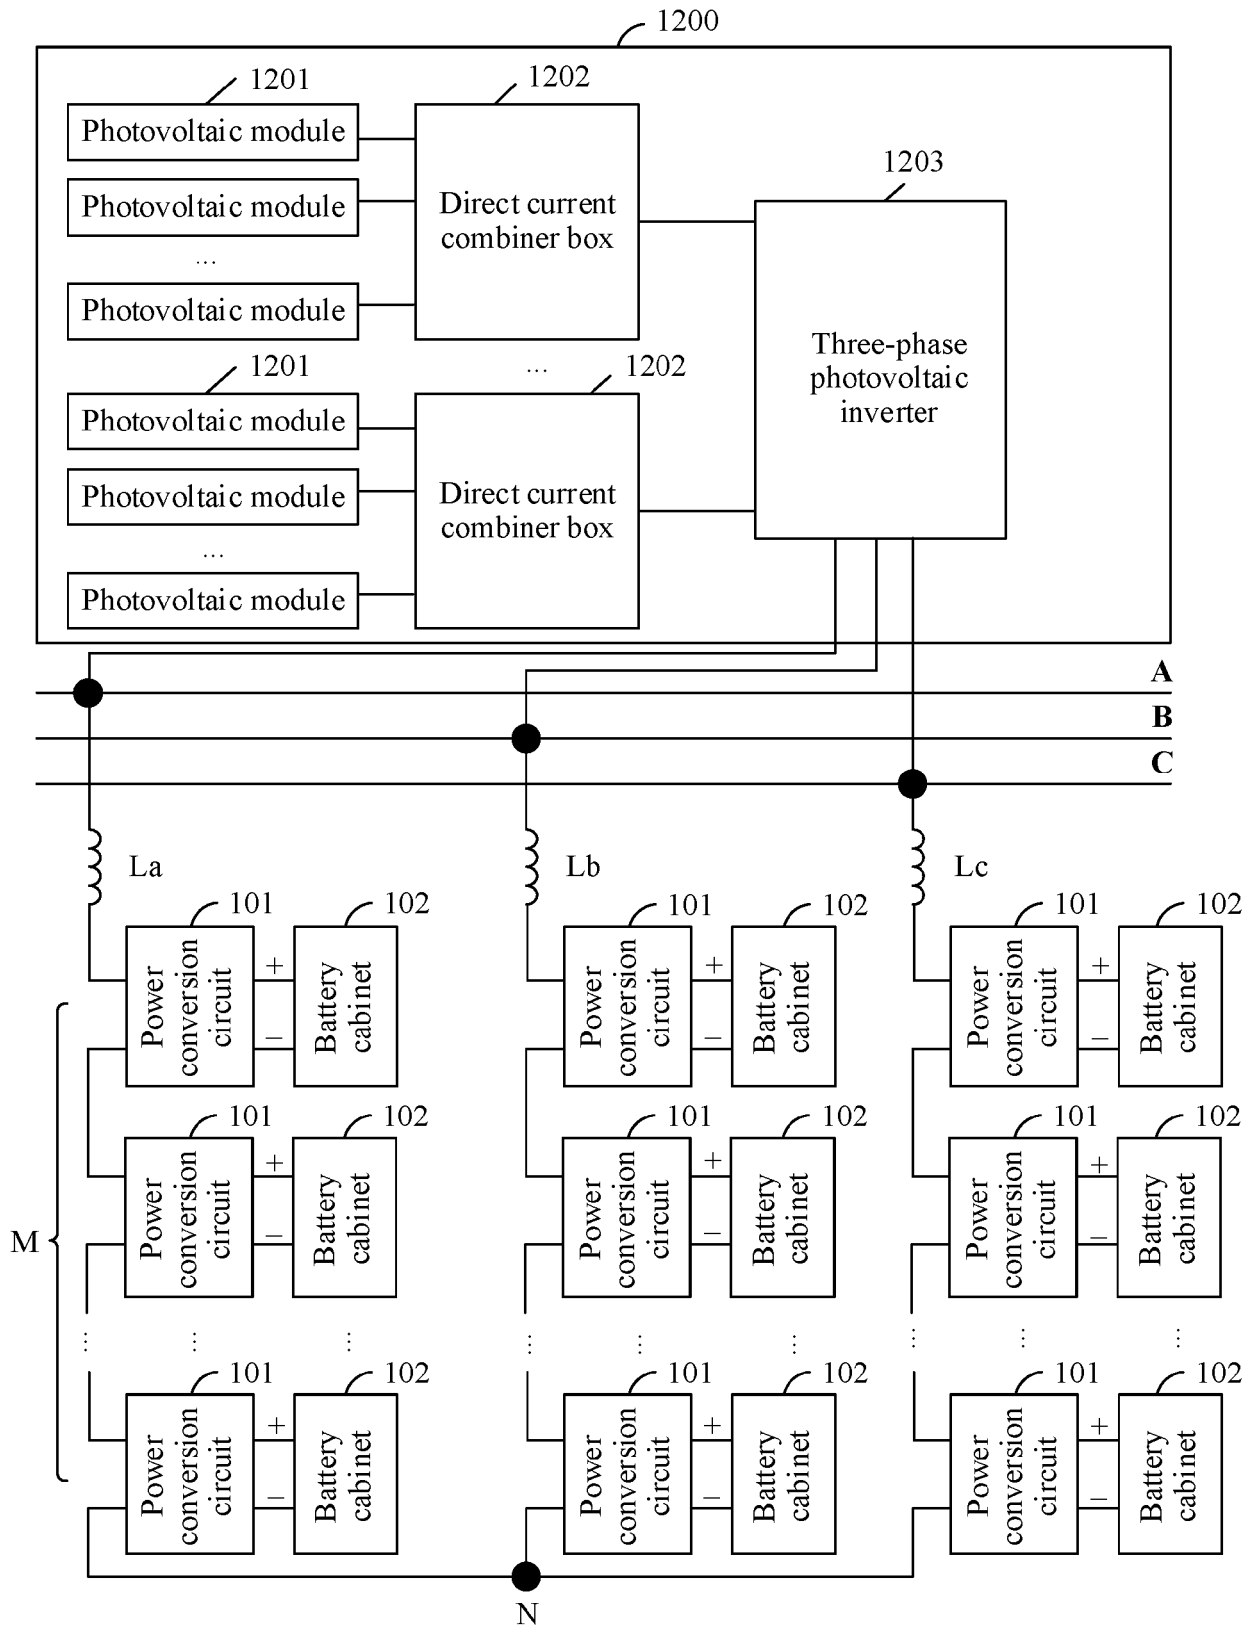 1200
1201
1202
Photovoltaic module
Photovoltaic module
...
Photovoltaic module
Direct current
combiner box
1203
Three-phase
photovoltaic
inverter
1201
...
1202
Photovoltaic module
Photovoltaic module
...
Photovoltaic module
Direct current
combiner box
A
B
C
La
Lb
Lc
101
102
101
102
101
102
Power
conversion
circuit
+
−
Battery
cabinet
Power
conversion
circuit
+
−
Battery
cabinet
Power
conversion
circuit
+
−
Battery
cabinet
M
101
102
101
102
101
102
Power
conversion
circuit
+
−
Battery
cabinet
Power
conversion
circuit
+
−
Battery
cabinet
Power
conversion
circuit
+
−
Battery
cabinet
... ... ... ... ... ... ... ... ...
101
102
101
102
101
102
Power
conversion
circuit
+
−
Battery
cabinet
Power
conversion
circuit
+
−
Battery
cabinet
Power
conversion
circuit
+
−
Battery
cabinet
N